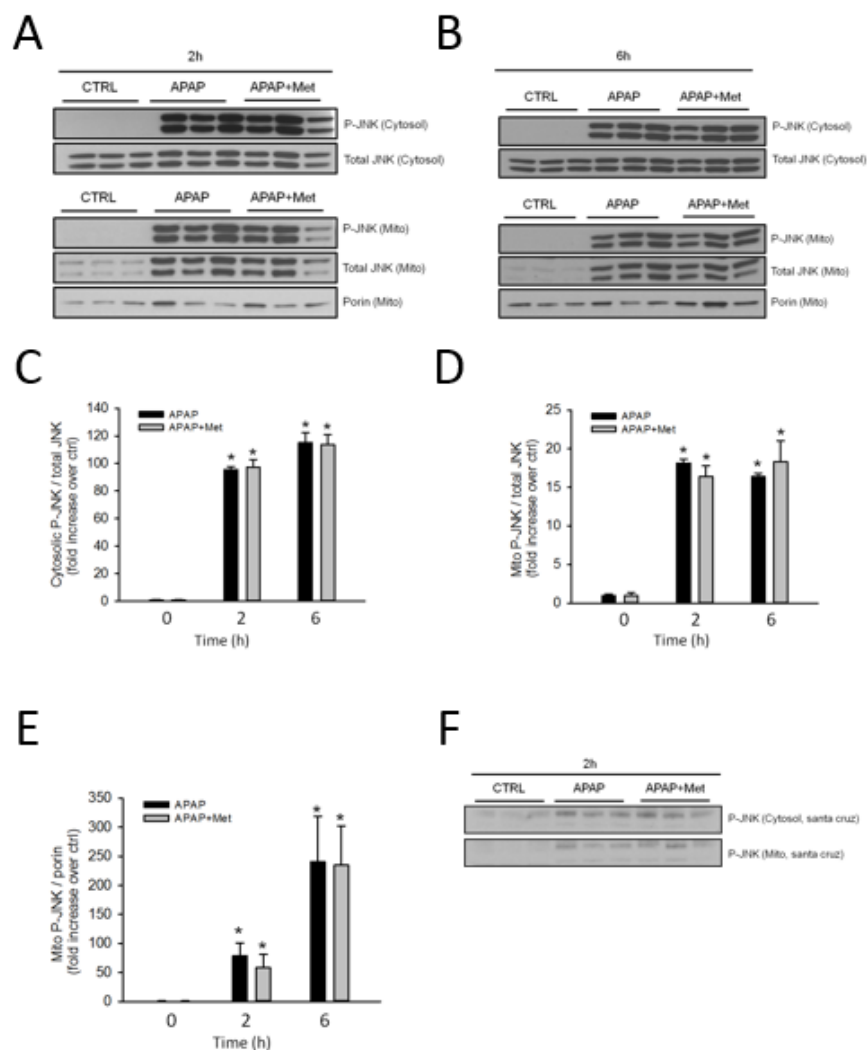 A
2h
CTRL APAP APAP+Met
P-JNK (Cytosol)
Total JNK (Cytosol)
CTRL APAP APAP+Met
P-JNK (Mito)
Total JNK (Mito)
Porin (Mito)
B
6h
CTRL APAP APAP+Met
P-JNK (Cytosol)
Total JNK (Cytosol)
CTRL APAP APAP+Met
P-JNK (Mito)
Total JNK (Mito)
Porin (Mito)
C
Cytosolic P-JNK / total JNK
(fold increase over ctrl)
140
120
100
80
60
40
20
0
APAP
APAP+Met
* * * *
0 2 6
Time (h)
D
Mito P-JNK / total JNK
(fold increase over ctrl)
25
20
15
10
5
0
APAP
APAP+Met
* * * *
0 2 6
Time (h)
E
Mito P-JNK / porin
(fold increase over ctrl)
350
300
250
200
150
100
50
0
APAP
APAP+Met
* * * *
0 2 6
Time (h)
F
2h
CTRL APAP APAP+Met
P-JNK (Cytosol, santa cruz)
P-JNK (Mito, santa cruz)